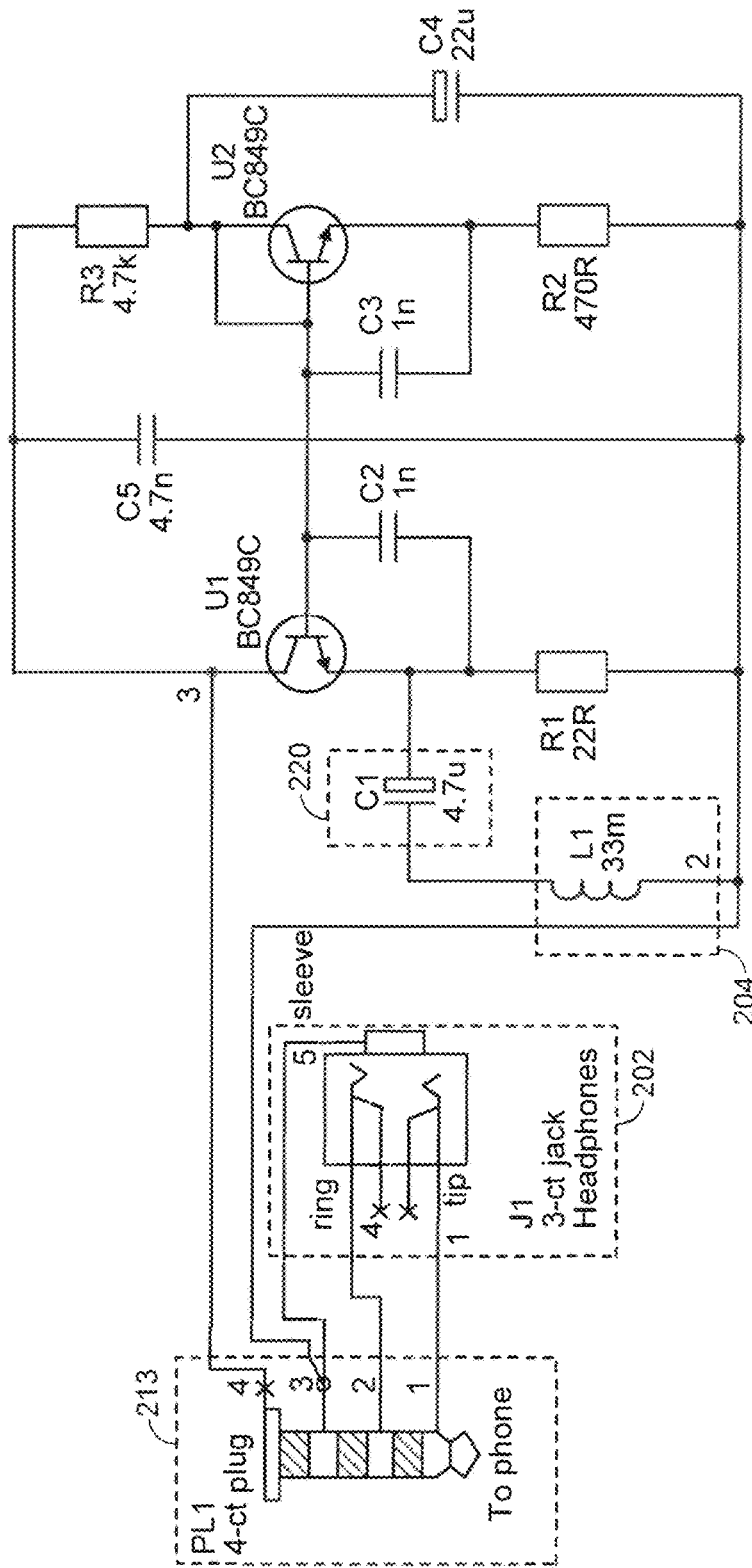 213
PL1
4-ct plug
4
3
2
1
To phone
ring
4
tip
1
5
sleeve
J1
3-ct jack
Headphones
202
204
L1
33m
2
220
C1
4.7u
3
U1
BC849C
R1
22R
C2
1n
C5
4.7n
C3
1n
R3
4.7k
U2
BC849C
R2
470R
C4
22u